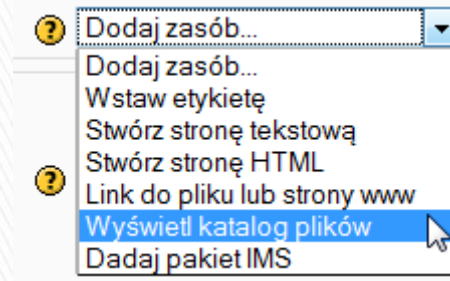 Dodaj zasób...
Dodaj zasób...
Wstaw etykietę
Stwórz stronę tekstową
Stwórz stronę HTML
Link do pliku lub strony www
Wyświetl katalog plików
Dadaj pakiet IMS